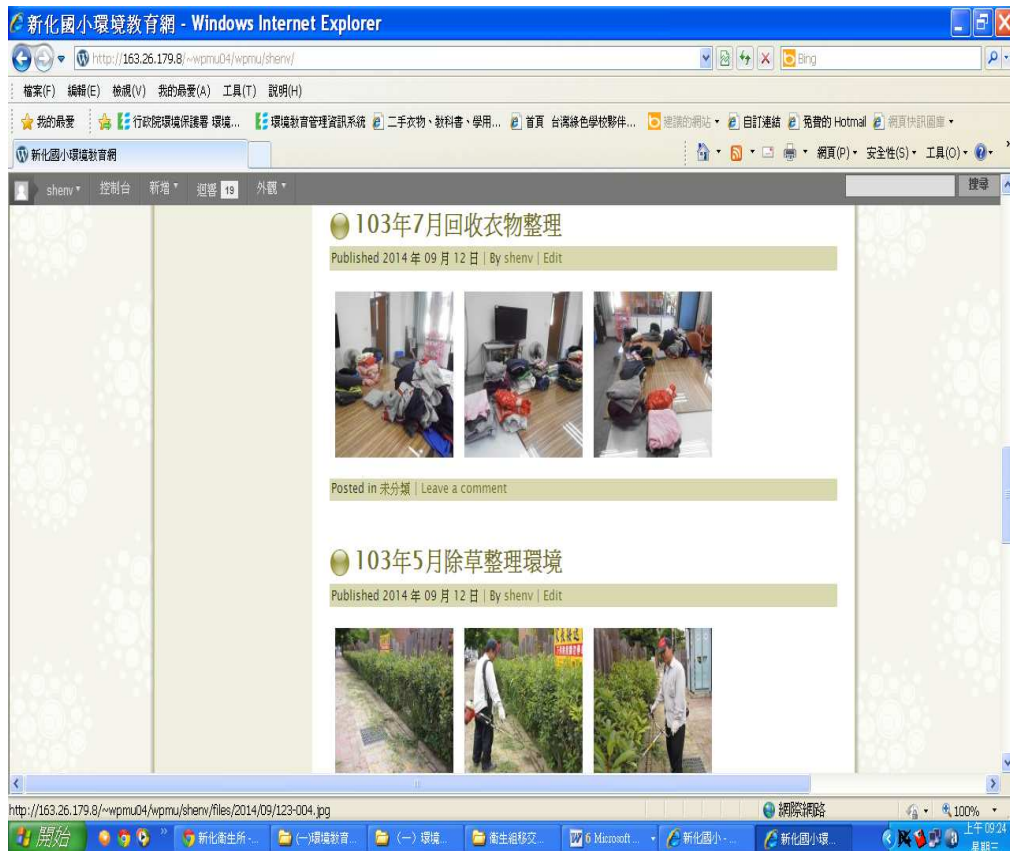 新化國小環境教育網 - Windows Internet Explorer
http://163.26.179.8/~wpmu04/wpmu/shenv/
Bing
檔案(F) 編輯(E) 檢視(V) 我的最愛(A) 工具(T) 說明(H)
我的最愛 行政院環境保護署 環境... 環境教育管理資訊系統 二手衣物、教科書、學用... 首頁 台灣綠色學校夥伴... 建議的網站 自訂連結 免費的 Hotmail 網頁快訊圖庫
新化國小環境教育網
網頁(P) 安全性(S) 工具(O)
shenv 控制台 新增 迴響 19 外觀 搜尋
103年7月回收衣物整理
Published 2014 年 09 月 12 日 | By shenv | Edit
Posted in 未分類 | Leave a comment
103年5月除草整理環境
Published 2014 年 09 月 12 日 | By shenv | Edit
http://163.26.179.8/~wpmu04/wpmu/shenv/files/2014/09/123-004.jpg
網際網路
100%
開始
新化衛生所-...
(一)環境教育...
(一) 環境...
衛生組移交...
6 Microsoft ...
新化國小- ...
新化國小環...
上午 09:24
星期三